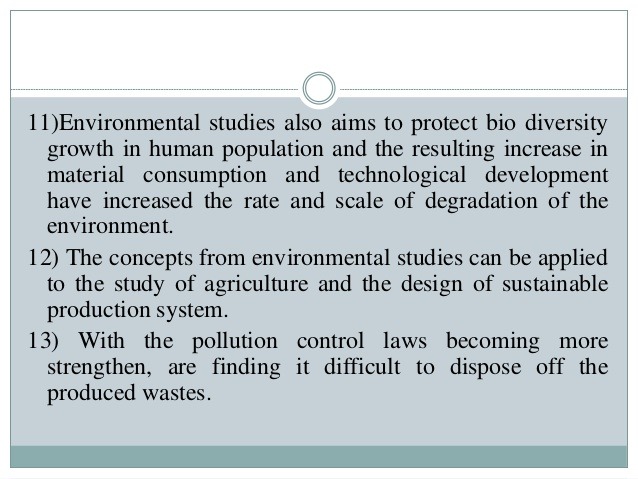 11)Environmental studies also aims to protect bio diversity
growth in human population and the resulting increase in
material consumption and technological development
have increased the rate and scale of degradation of the
environment.
12) The concepts from environmental studies can be applied
to the study of agriculture and the design of sustainable
production system.
13) With the pollution control laws becoming more
strengthen, are finding it difficult to dispose off the
produced wastes.